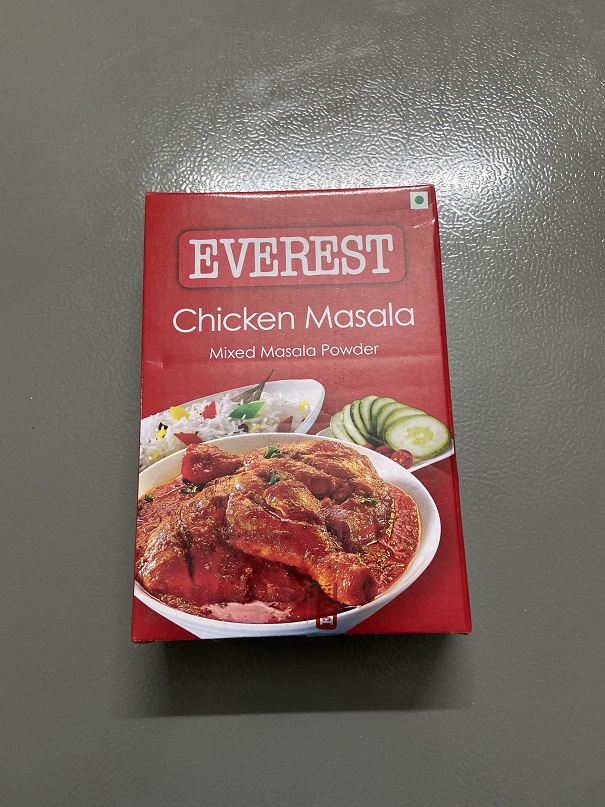 EVEREST
Chicken Masala
Mixed Masala Powder